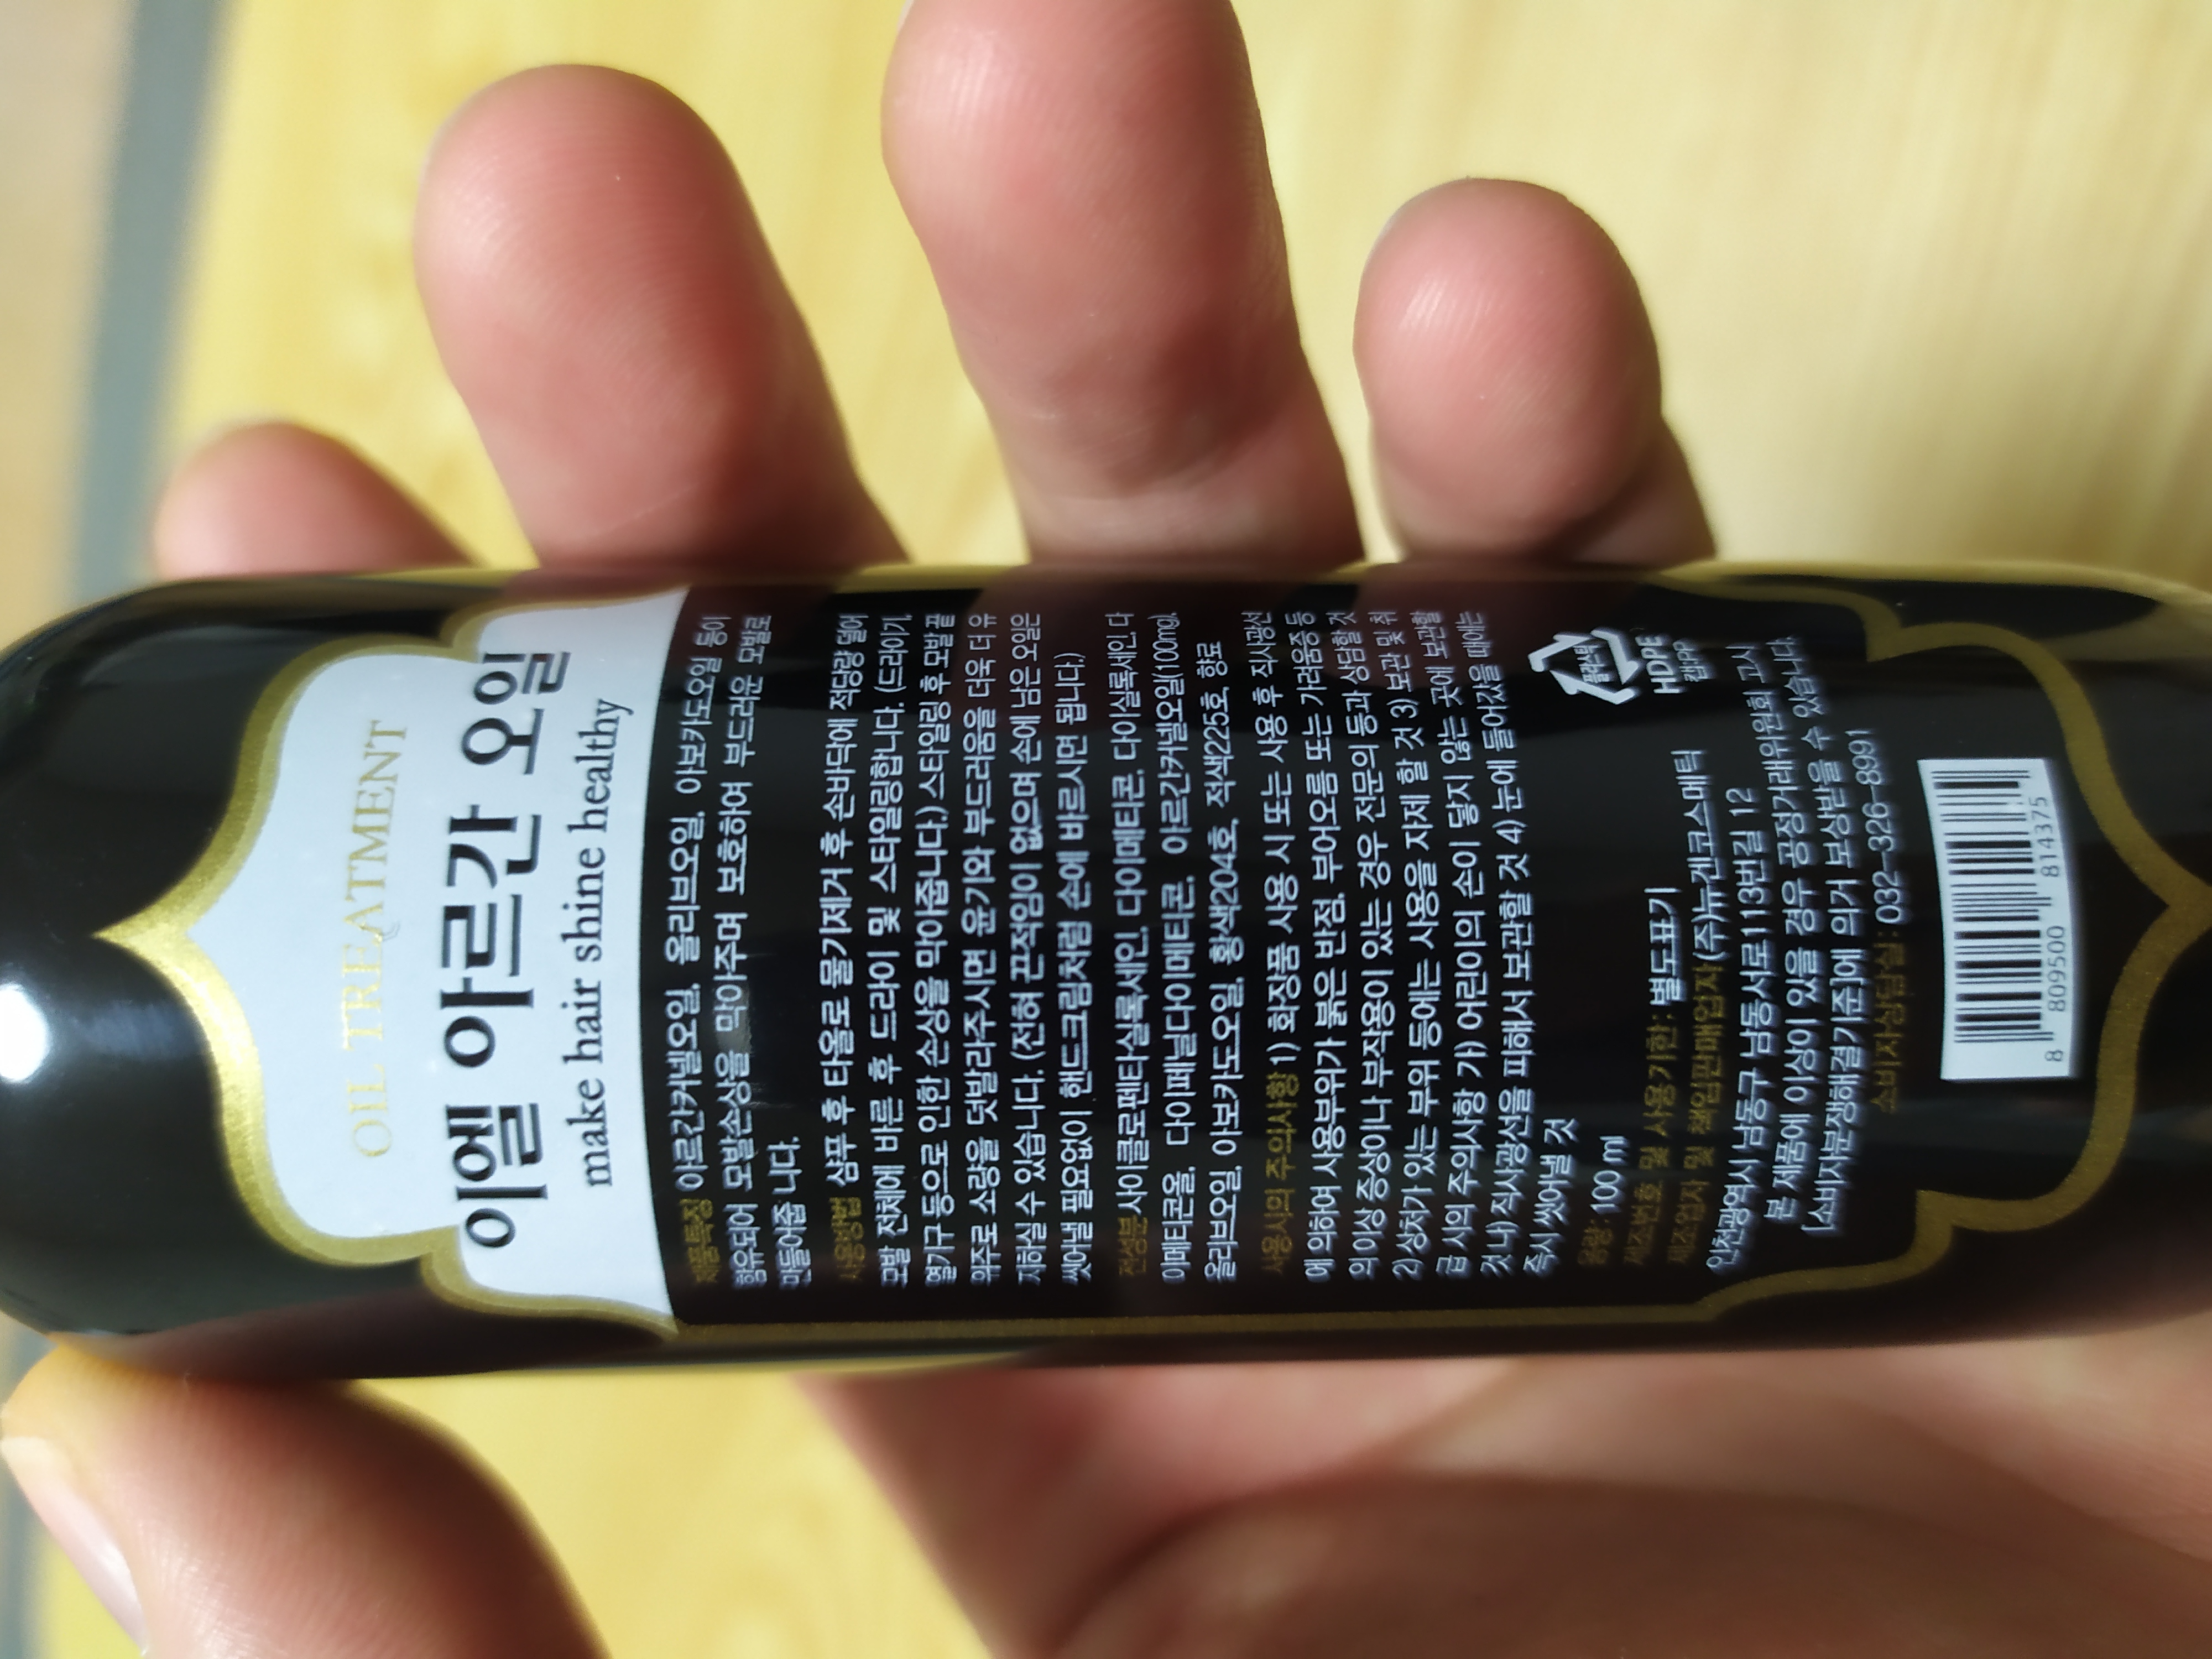 OIL TREATMENT
이엘 아르간 오일
make hair shine healthy
제품특징 아르간커넬오일, 올리브오일, 아보카도오일 등이
함유되어 모발손상을 막아주며 보호하여 부드러운 모발로
만들어줍 니다.
사용방법 샴푸 후 타올로 물기제거 후 손바닥에 적당량 덜어
모발 전체에 바른 후 드라이 및 스타일링합니다. (드라이기,
열기구 등으로 인한 손상을 막아줍니다.) 스타일링 후 모발 끝
위주로 소량을 덧발라주시면 윤기와 부드러움을 더욱 더 유
지하실 수 있습니다. (전혀 끈적임이 없으며 손에 남은 오일은
씻어낼 필요없이 핸드크림처럼 손에 바르시면 됩니다.)
전성분 사이클로펜타실록세인, 다이메티콘, 다이실록세인, 다
이메티콘올, 다이페닐다이메티콘, 아르간커넬오일(100mg),
올리브오일, 아보카도오일, 황색204호, 적색225호, 향료
사용시의 주의사항 1) 화장품 사용 시 또는 사용 후 직사광선
에 의하여 사용부위가 붉은 반점, 부어오름 또는 가려움증 등
의 이상 증상이나 부작용이 있는 경우 전문의 등과 상담할 것
2) 상처가 있는 부위 등에는 사용을 자제 할 것 3) 보관 및 취
급 시의 주의사항 가) 어린이의 손이 닿지 않는 곳에 보관할
것 나) 직사광선을 피해서 보관할 것 4) 눈에 들어갔을 때에는
즉시 씻어낼 것
용량: 100 ml
제조번호 및 사용기한: 별도표기
제조업자 및 책임판매업자 (주)뉴겐코스메틱
인천광역시 남동구 남동서로113번길 12
본 제품에 이상이 있을 경우 공정거래위원회 고시
[소비자분쟁해결기준]에 의거 보상받을 수 있습니다.
소비자상담실: 032-326-8991
플라스틱
HDPE
캡:PP
8 809500 814375